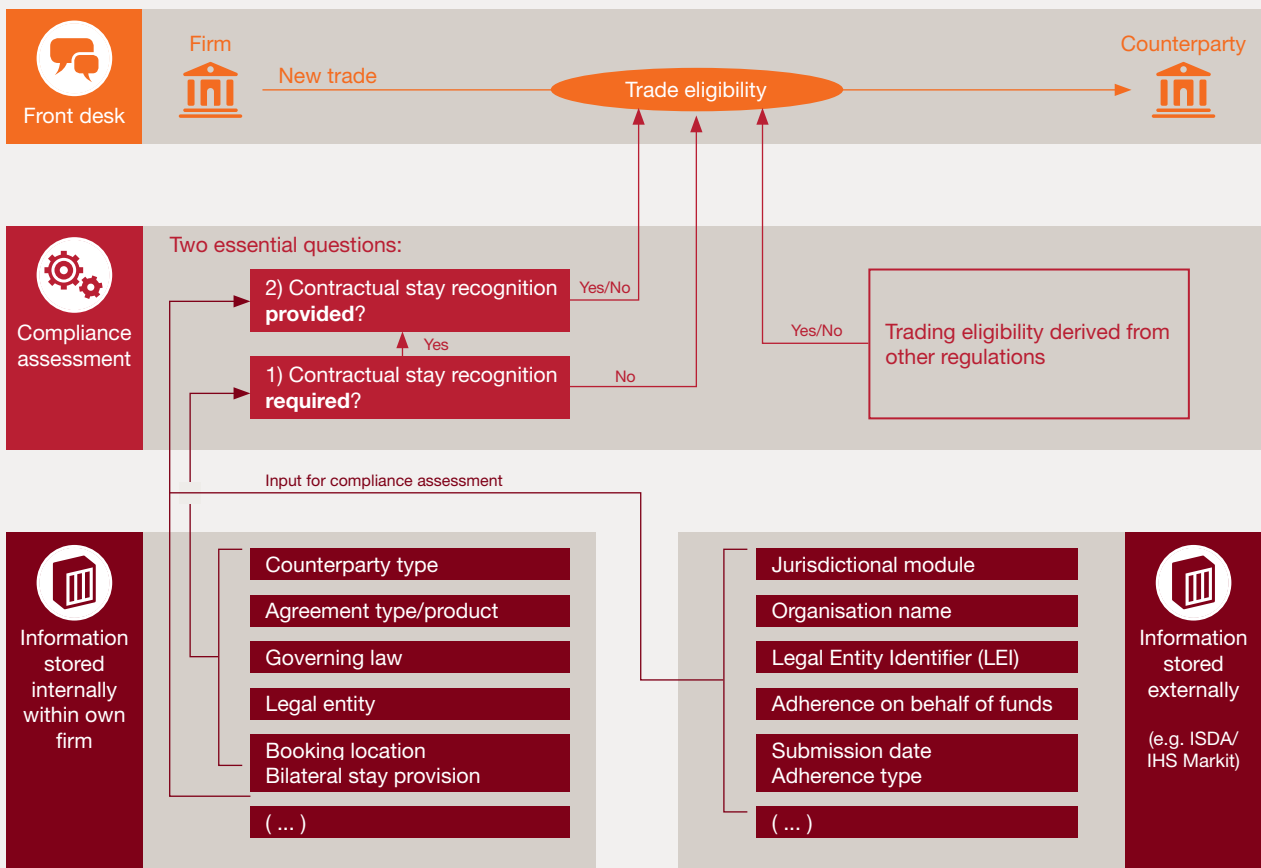 Front desk
Firm
New trade
Trade eligibility
Counterparty
Compliance
assessment
Two essential questions:
2) Contractual stay recognition
provided?
Yes/No
Yes
1) Contractual stay recognition
required?
No
Yes/No
Trading eligibility derived from
other regulations
Input for compliance assessment
Information
stored
internally
within own
firm
Counterparty type
Agreement type/product
Governing law
Legal entity
Booking location
Bilateral stay provision
( ... )
Jurisdictional module
Organisation name
Legal Entity Identifier (LEI)
Adherence on behalf of funds
Submission date
Adherence type
( ... )
Information
stored
externally
(e.g. ISDA/
IHS Markit)